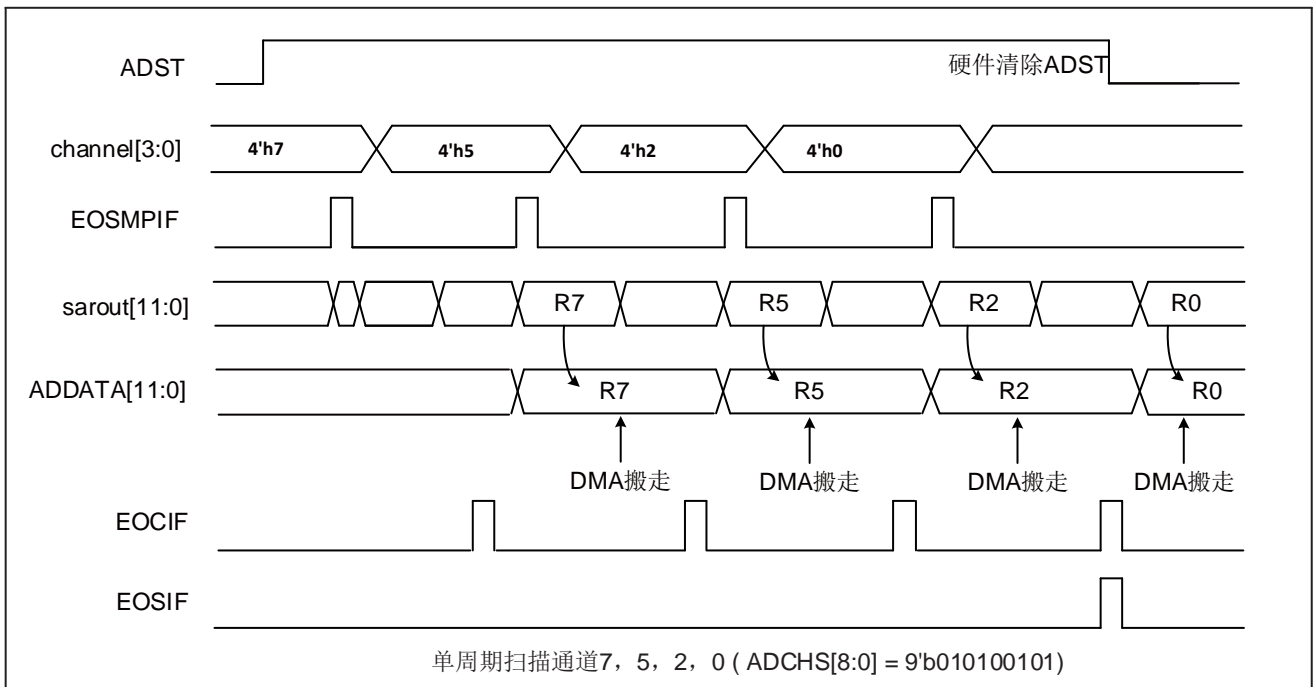 ADST
硬件清除ADST
channel[3:0]
4'h7 4'h5 4'h2 4'h0
EOSMPIF
sarout[11:0]
R7 R5 R2 R0
ADDATA[11:0]
R7 R5 R2 R0
DMA搬走 DMA搬走 DMA搬走 DMA搬走
EOCIF
EOSIF
单周期扫描通道7，5，2，0 ( ADCHS[8:0] = 9'b010100101)